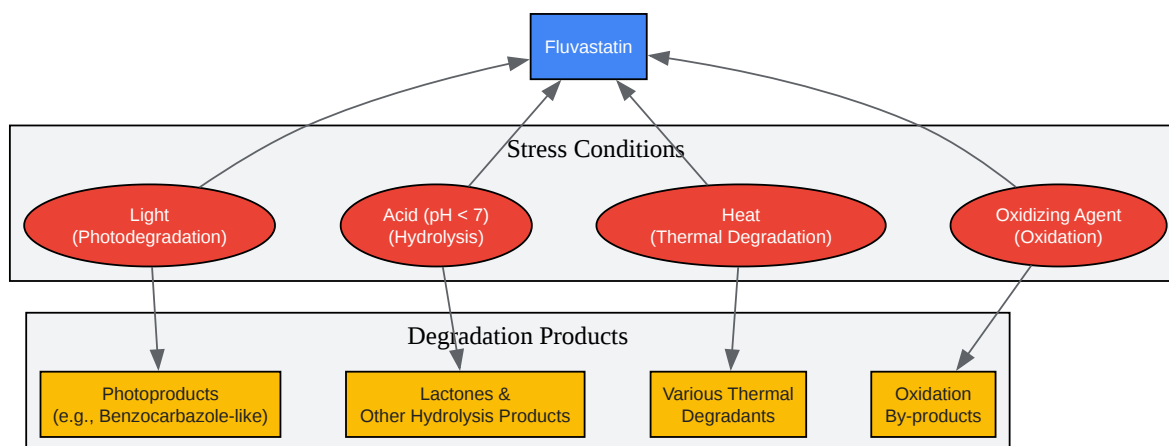 Fluvastatin
Stress Conditions
Light
(Photodegradation)
Acid (pH < 7)
(Hydrolysis)
Heat
(Thermal Degradation)
Oxidizing Agent
(Oxidation)
Degradation Products
Photoproducts
(e.g., Benzocarbazole-like)
Lactones &
Other Hydrolysis Products
Various Thermal
Degradants
Oxidation
By-products